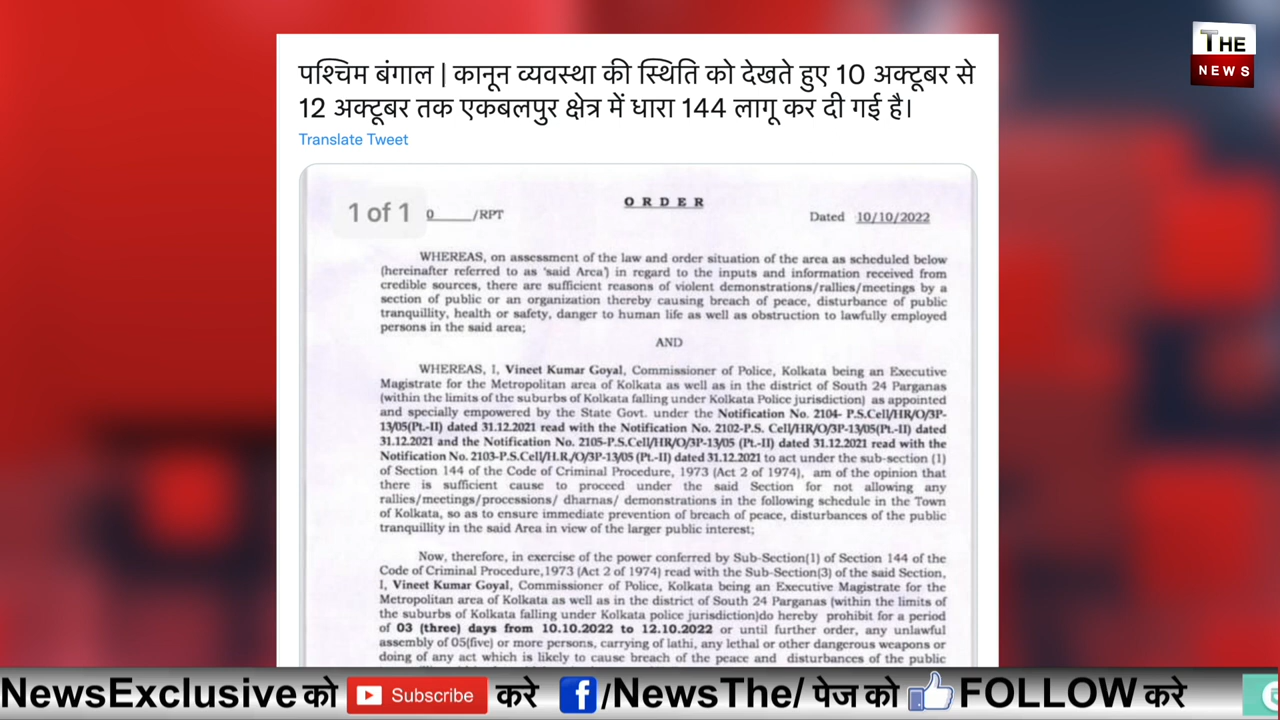 THE
NEWS
पश्चिम बंगाल | कानून व्यवस्था की स्थिति को देखते हुए 10 अक्टूबर से
12 अक्टूबर तक एकबलपुर क्षेत्र में धारा 144 लागू कर दी गई है।
Translate Tweet
ORDER
1 of 1 0____/RPT
Dated 10/10/2022
WHEREAS, on assessment of the law and order situation of the area as scheduled below
(hereinafter referred to as 'said Area') in regard to the inputs and information received from
credible sources, there are sufficient reasons of violent demonstrations/rallies/meetings by a
section of public or an organization thereby causing breach of peace, disturbance of public
tranquillity, health or safety, danger to human life as well as obstruction to lawfully employed
persons in the said area;
AND
WHEREAS, I, Vineet Kumar Goyal, Commissioner of Police, Kolkata being an Executive
Magistrate for the Metropolitan area of Kolkata as well as in the district of South 24 Parganas
(within the limits of the suburbs of Kolkata falling under Kolkata Police jurisdiction) as appointed
and specially empowered by the State Govt. under the Notification No. 2104- P.S.Cell/HR/O/3P-
13/05(Pt.-II) dated 31.12.2021 read with the Notification No. 2102-P.S. Cell/HR/O/3P-13/05(Pt.-II) dated
31.12.2021 and the Notification No. 2105-P.S.Cell/HR/O/3P-13/05 (Pt.-II) dated 31.12.2021 read with the
Notification No. 2103-P.S.Cell/H.R./O/3P-13/05 (Pt.-II) dated 31.12.2021 to act under the sub-section (1)
of Section 144 of the Code of Criminal Procedure, 1973 (Act 2 of 1974), am of the opinion that
there is sufficient cause to proceed under the said Section for not allowing any
rallies/meetings/processions/ dharnas/ demonstrations in the following schedule in the Town
of Kolkata, so as to ensure immediate prevention of breach of peace, disturbances of the public
tranquility in the said Area in view of the larger public interest;
Now, therefore, in exercise of the power conferred by Sub-Section(1) of Section 144 of the
Code of Criminal Procedure,1973 (Act 2 of 1974) read with the Sub-Section(3) of the said Section,
I, Vineet Kumar Goyal, Commissioner of Police, Kolkata being an Executive Magistrate for the
Metropolitan area of Kolkata as well as in the district of South 24 Parganas (within the limits of
the suburbs of Kolkata falling under Kolkata police jurisdiction)do hereby prohibit for a period
of 03 (three) days from 10.10.2022 to 12.10.2022 or until further order, any unlawful
assembly of 05(five) or more persons, carrying of lathi, any lethal or other dangerous weapons or
doing of any act which is likely to cause breach of the peace and disturbances of the public
NewsExclusive को Subscribe करे f/NewsThe/ पेज को FOLLOW करे